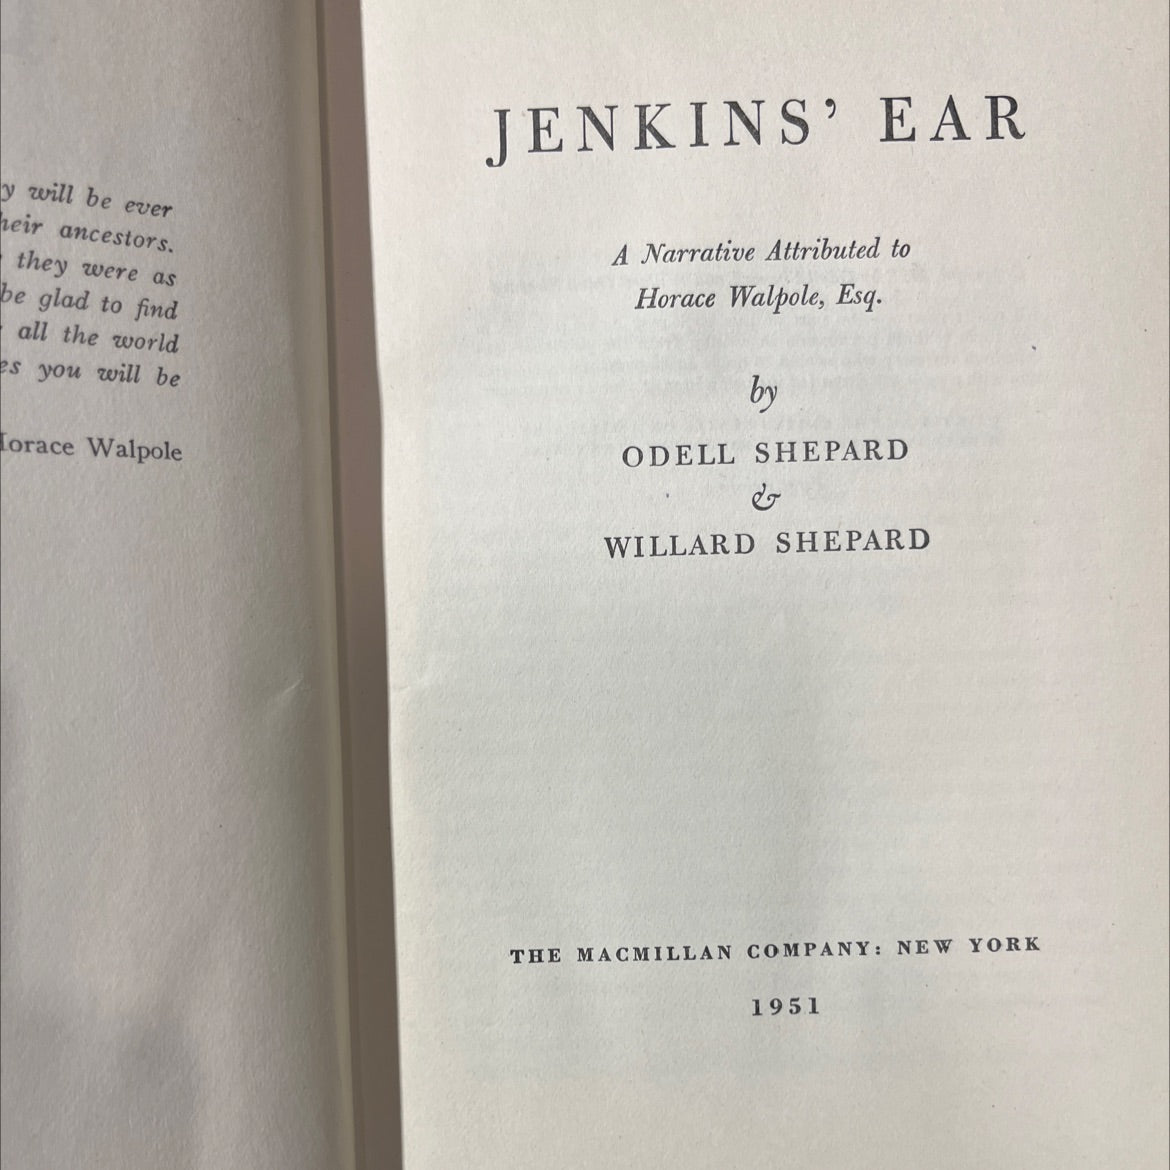 y will be ever
heir ancestors.
they were as
be glad to find
all the world
es you will be
Horace Walpole
JENKINS’ EAR
A Narrative Attributed to
Horace Walpole, Esq.
by
ODELL SHEPARD
&
WILLARD SHEPARD
THE MACMILLAN COMPANY: NEW YORK
1951